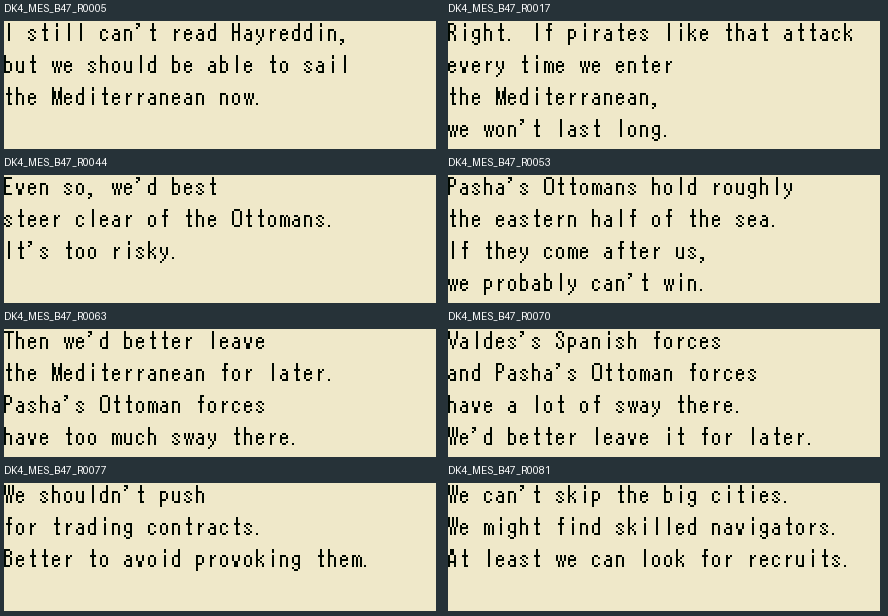 DK4_MES_B47_R0005
I still can't read Hayreddin,
but we should be able to sail
the Mediterranean now.
DK4_MES_B47_R0017
Right. If pirates like that attack
every time we enter
the Mediterranean,
we won't last long.
DK4_MES_B47_R0044
Even so, we'd best
steer clear of the Ottomans.
It's too risky.
DK4_MES_B47_R0053
Pasha's Ottomans hold roughly
the eastern half of the sea.
If they come after us,
we probably can't win.
DK4_MES_B47_R0063
Then we'd better leave
the Mediterranean for later.
Pasha's Ottoman forces
have too much sway there.
DK4_MES_B47_R0070
Valdes's Spanish forces
and Pasha's Ottoman forces
have a lot of sway there.
We'd better leave it for later.
DK4_MES_B47_R0077
We shouldn't push
for trading contracts.
Better to avoid provoking them.
DK4_MES_B47_R0081
We can't skip the big cities.
We might find skilled navigators.
At least we can look for recruits.